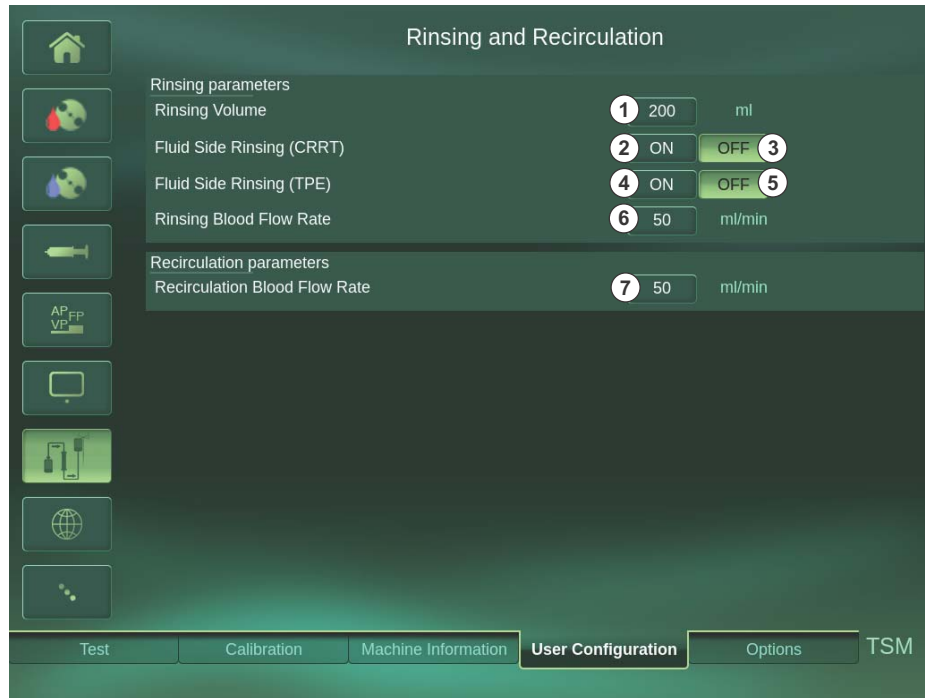 Rinsing and Recirculation
Rinsing parameters
Rinsing Volume 1 200 ml
Fluid Side Rinsing (CRRT) 2 ON OFF 3
Fluid Side Rinsing (TPE) 4 ON OFF 5
Rinsing Blood Flow Rate 6 50 ml/min
Recirculation parameters
Recirculation Blood Flow Rate 7 50 ml/min
AP FP
VP
Test Calibration Machine Information User Configuration Options TSM